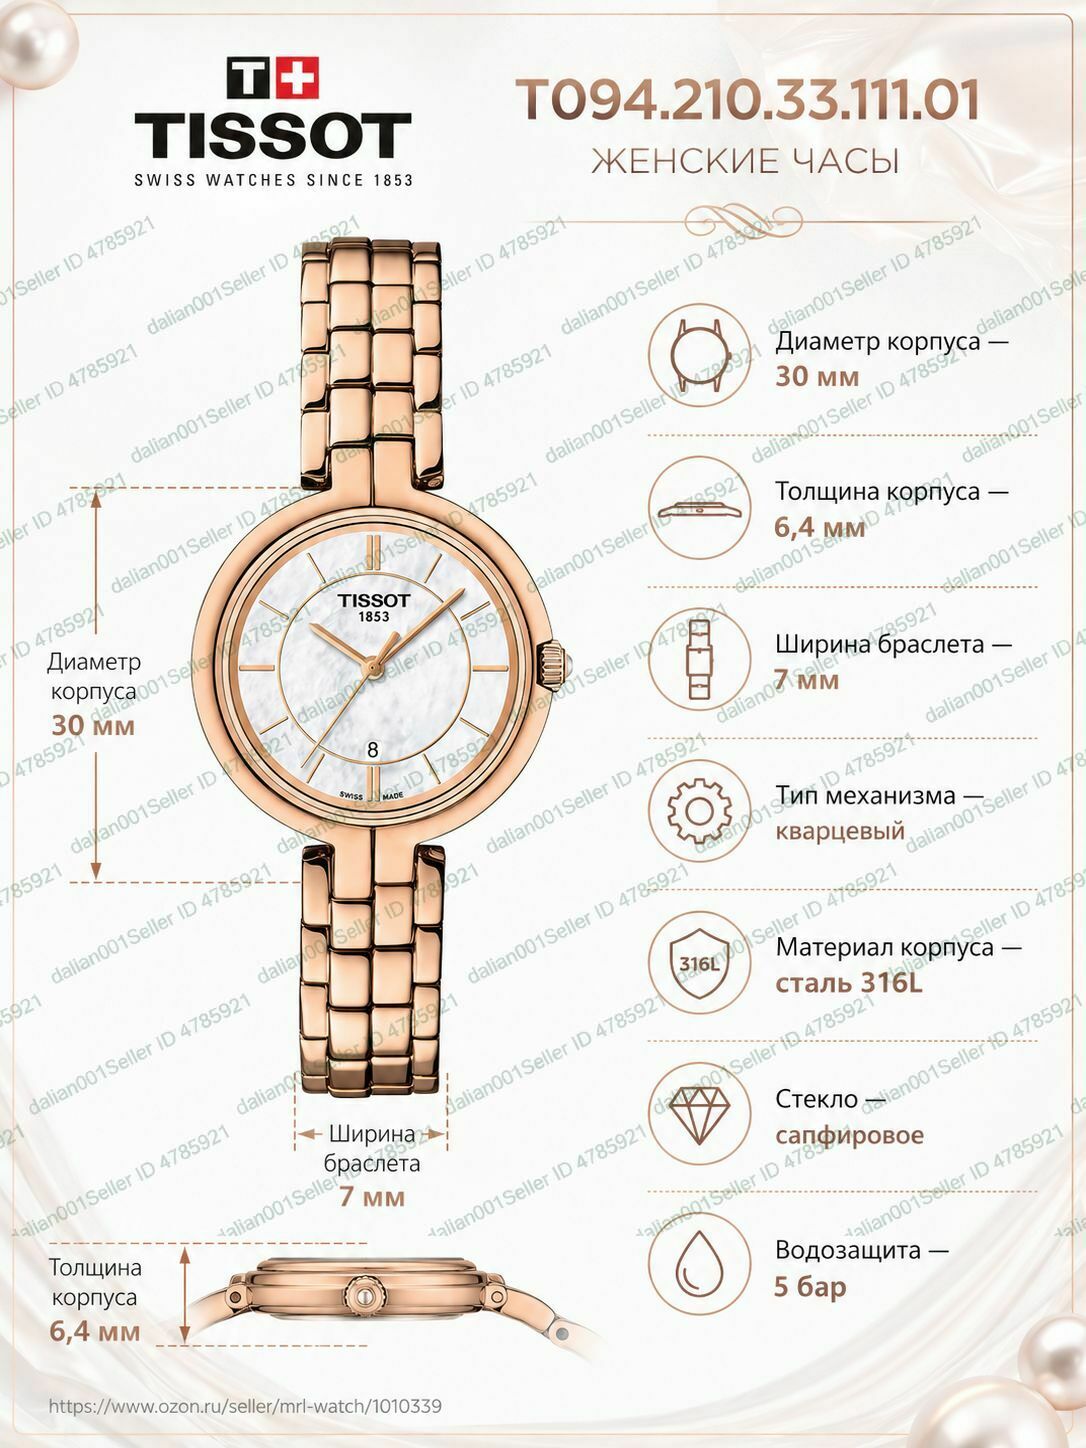 T+
TISSOT
SWISS WATCHES SINCE 1853
T094.210.33.111.01
ЖЕНСКИЕ ЧАСЫ
dalian001Seller ID 4785921
Диаметр корпуса —
30 мм
Толщина корпуса —
6,4 мм
Ширина браслета —
7 мм
Тип механизма —
кварцевый
316L
Материал корпуса —
сталь 316L
Стекло —
сапфировое
Водозащита —
5 бар
Диаметр
корпуса
30 мм
TISSOT
1853
8
SWISS MADE
Ширина
браслета
7 мм
Толщина
корпуса
6,4 мм
https://www.ozon.ru/seller/mrl-watch/1010339